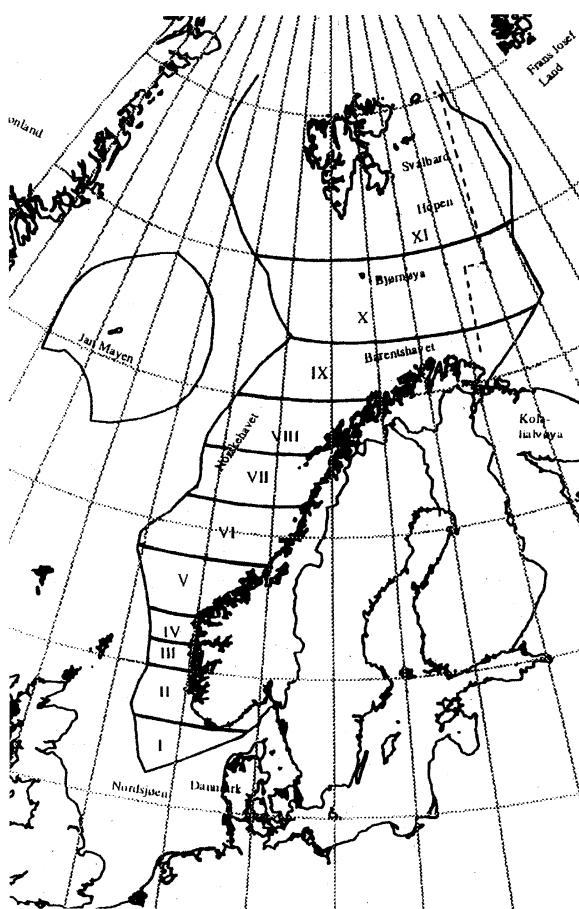 Frans Josef
Land
ønland
Svalbard
Hopen
XI
Bjørnøya
X
Jan Mayen
Barentshavet
IX
Norskehavet
VIII
Kola-
halvøya
VII
VI
V
IV
III
II
I
Nordsjøen
Danmark